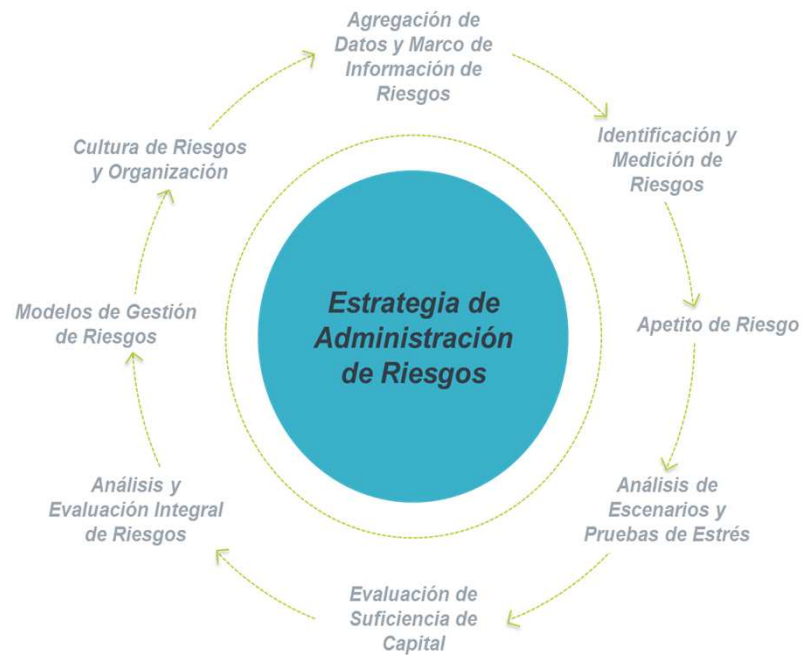 Agregación de
Datos y Marco de
Información de
Riesgos
Identificación y
Medición de
Riesgos
Apetito de Riesgo
Análisis de
Escenarios y
Pruebas de Estrés
Evaluación de
Suficiencia de
Capital
Análisis y
Evaluación Integral
de Riesgos
Modelos de Gestión
de Riesgos
Cultura de Riesgos
y Organización
Estrategia de
Administración
de Riesgos